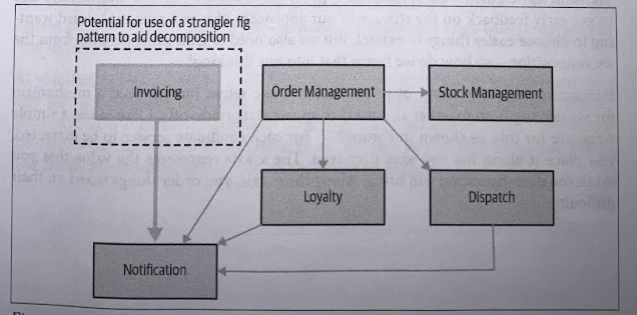 Potential for use of a strangler fig
pattern to aid decomposition
Invoicing
Order Management
Stock Management
Loyalty
Dispatch
Notification